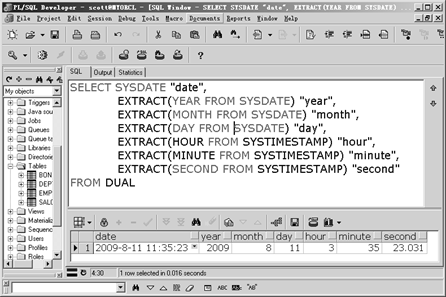 PL/SQL Developer - scott@MTORCL - [SQL Window - SELECT SYSDATE "date", EXTRACT(YEAR FROM
File Project Edit Session Debug Tools Macro Documents Reports Window Help
SQL Output Statistics
My objects
Triggers
Java sou
Jobs
Queues
Queue ta
Libraries
Directorie
Tables
BON
DEP
EMP
SALG
Views
Materializ
Sequenc
Users
Profiles
Roles
SELECT SYSDATE "date",
EXTRACT(YEAR FROM SYSDATE) "year",
EXTRACT(MONTH FROM SYSDATE) "month",
EXTRACT(DAY FROM SYSDATE) "day",
EXTRACT(HOUR FROM SYSTIMESTAMP) "hour",
EXTRACT(MINUTE FROM SYSTIMESTAMP) "minute",
EXTRACT(SECOND FROM SYSTIMESTAMP) "second"
FROM DUAL
date year month day hour minute second
1 2009-8-11 11:35:23 2009 8 11 3 35 23.031
4:30 1 row selected in 0.016 seconds
ABC "AB"